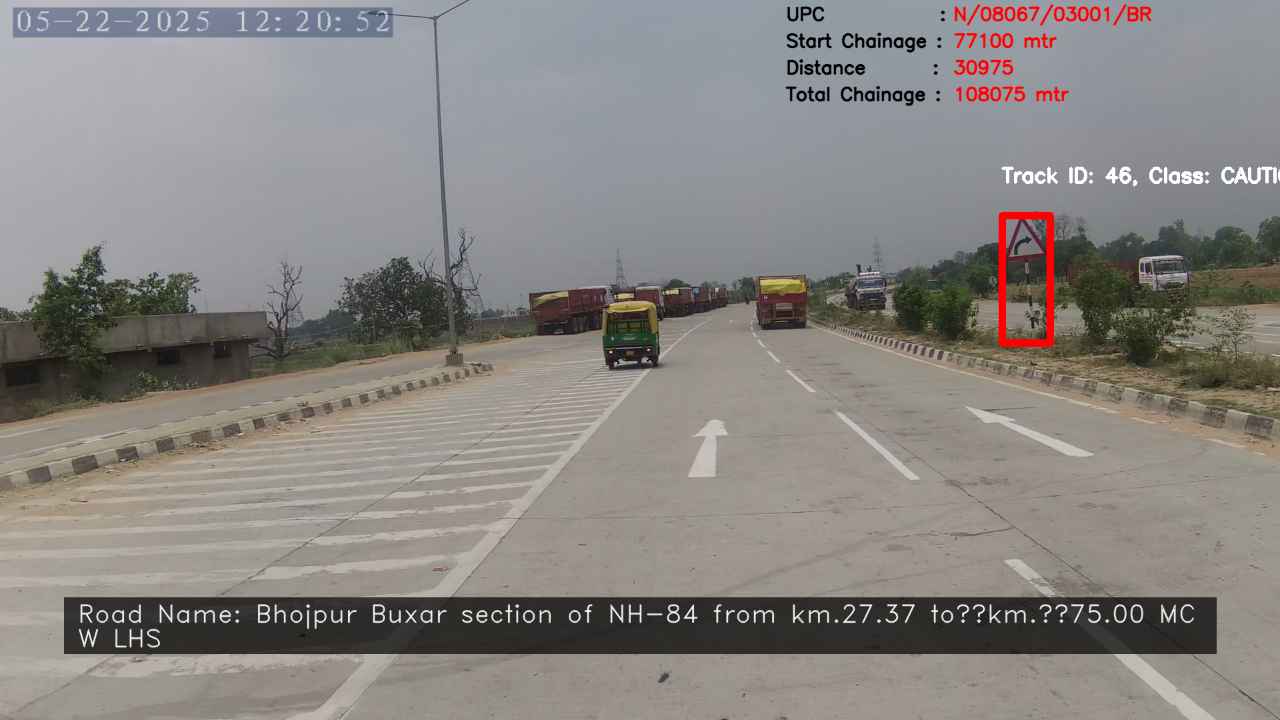 05-22-2025 12:20:52
UPC : N/08067/03001/BR
Start Chainage : 77100 mtr
Distance : 30975
Total Chainage : 108075 mtr
Track ID: 46, Class: CAUTI
Road Name: Bhojpur Buxar section of NH-84 from km.27.37 to??km.??75.00 MC
W LHS